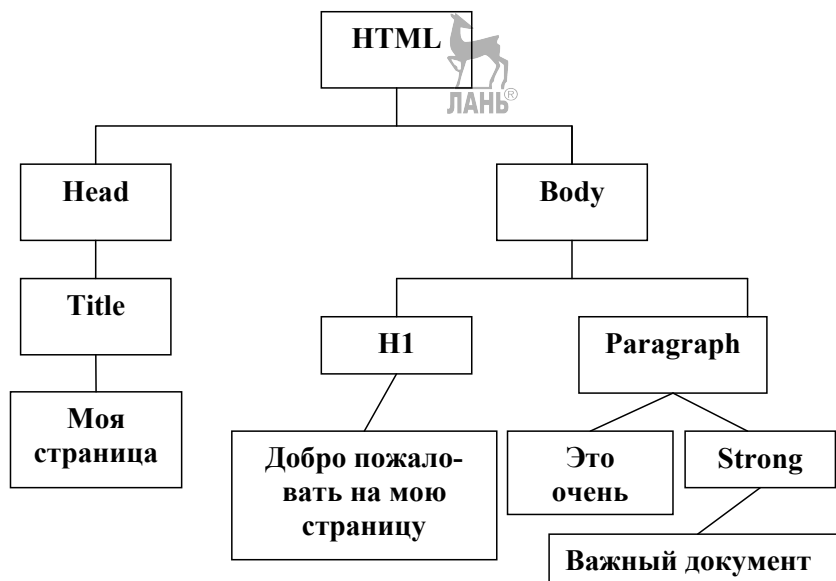 HTML
ЛАНЬ®
Head
Body
Title
H1
Paragraph
Моя
страница
Добро пожало-
вать на мою
страницу
Это
очень
Strong
Важный документ